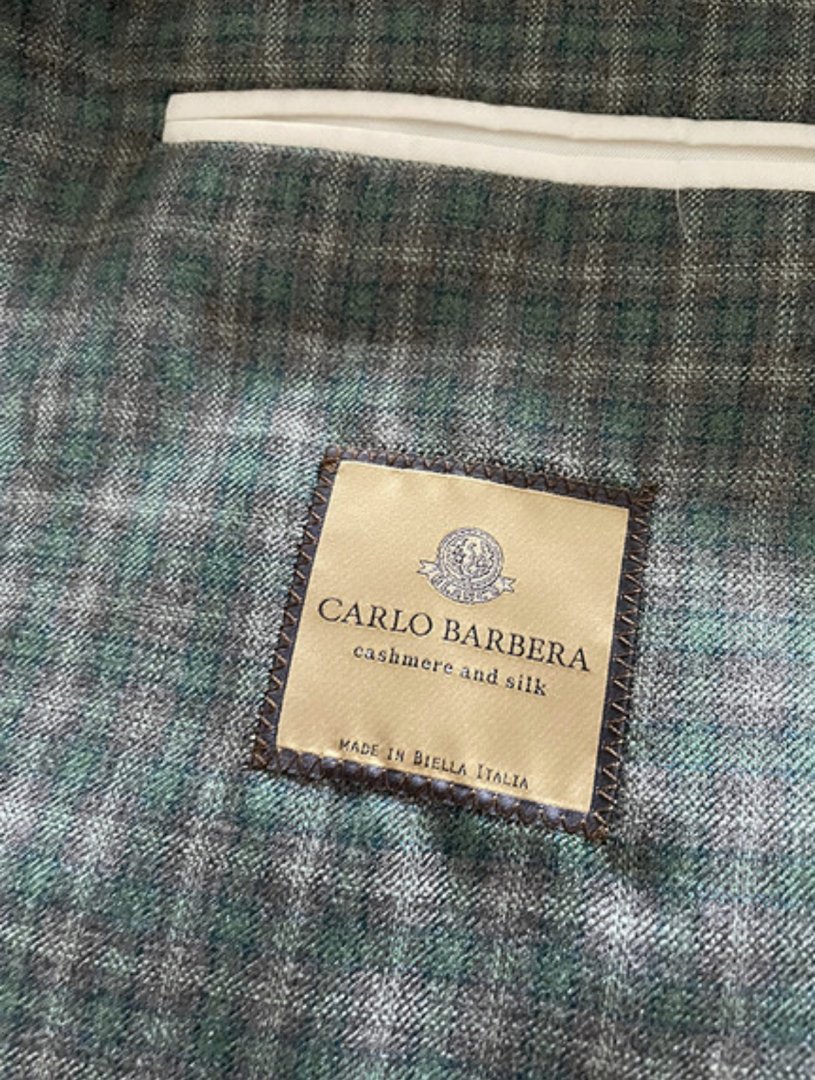 CARLO BARBERA
cashmere and silk
MADE IN BIELLA ITALIA